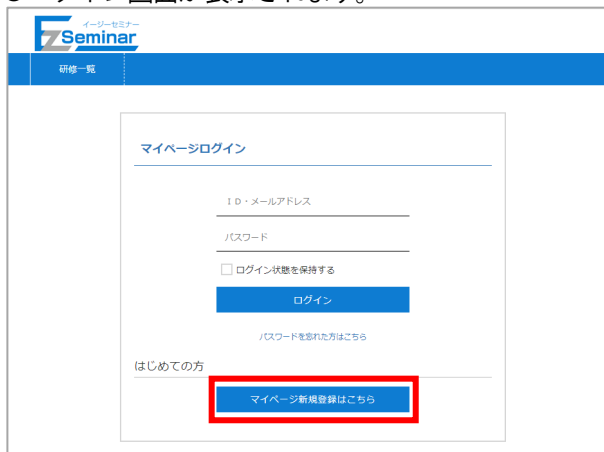 イージーセミナー
EZSeminar
研修一覧
マイページログイン
ＩＤ・メールアドレス
パスワード
ログイン状態を保持する
ログイン
パスワードを忘れた方はこちら
はじめての方
マイページ新規登録はこちら